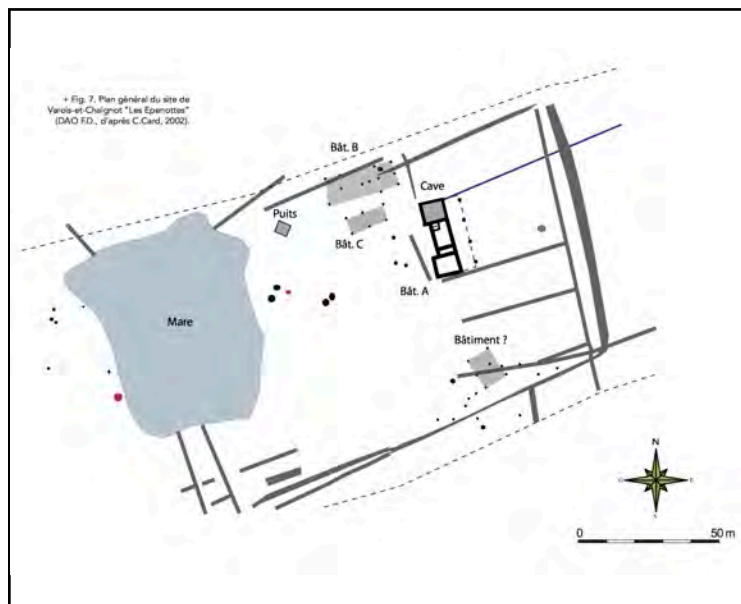 + Fig. 7. Plan général du site de
Varois-et-Chaignot "Les Epenottes"
(DAO F.D., d'après C.Card, 2002).
Bât. B
Cave
Puits
Bât. C
Bât. A
Mare
Bâtiment ?
N
O
E
S
0
50 m